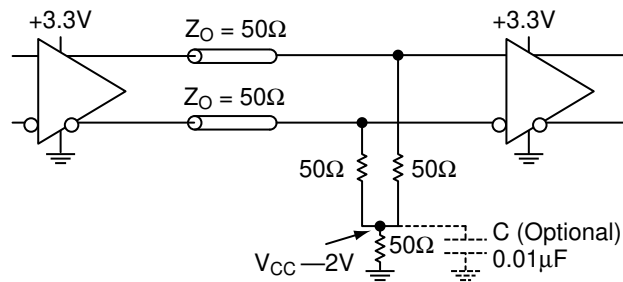 +3.3V
Z_O = 50Ω
+3.3V
Z_O = 50Ω
50Ω
50Ω
50Ω
C (Optional)
0.01µF
V_CC —2V